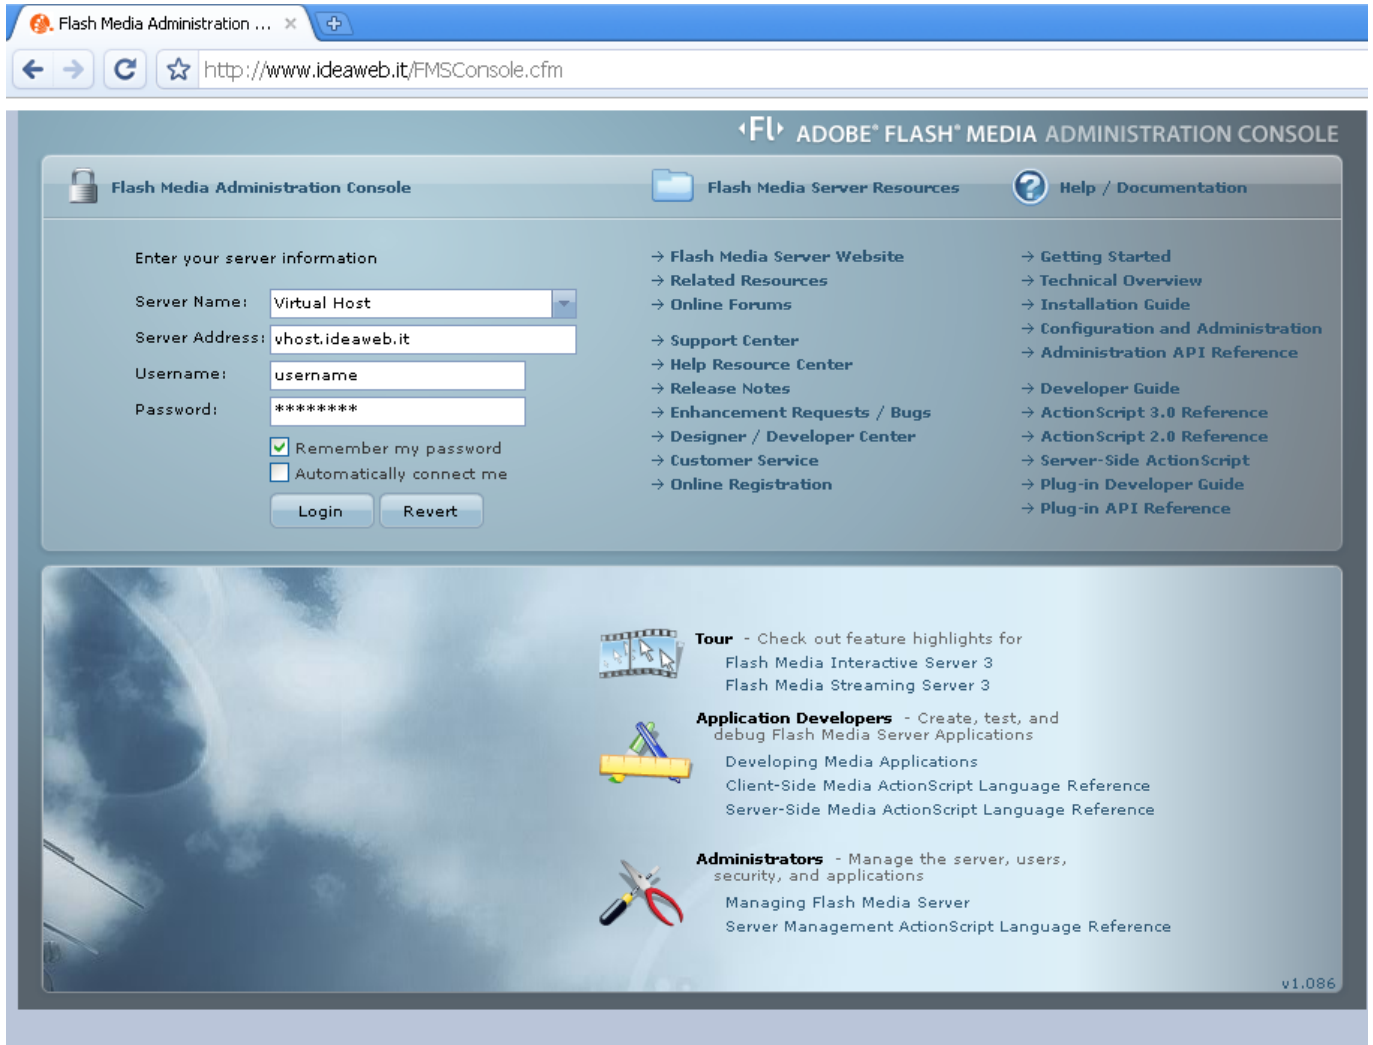 Flash Media Administration ...
http://www.ideaweb.it/FMSConsole.cfm
Fl ADOBE® FLASH® MEDIA ADMINISTRATION CONSOLE
Flash Media Administration Console
Enter your server information
Server Name: Virtual Host
Server Address: vhost.ideaweb.it
Username: username
Password: ********
Remember my password
Automatically connect me
Login Revert
Flash Media Server Resources
→ Flash Media Server Website
→ Related Resources
→ Online Forums
→ Support Center
→ Help Resource Center
→ Release Notes
→ Enhancement Requests / Bugs
→ Designer / Developer Center
→ Customer Service
→ Online Registration
Help / Documentation
→ Getting Started
→ Technical Overview
→ Installation Guide
→ Configuration and Administration
→ Administration API Reference
→ Developer Guide
→ ActionScript 3.0 Reference
→ ActionScript 2.0 Reference
→ Server-Side ActionScript
→ Plug-in Developer Guide
→ Plug-in API Reference
Tour - Check out feature highlights for
Flash Media Interactive Server 3
Flash Media Streaming Server 3
Application Developers - Create, test, and
debug Flash Media Server Applications
Developing Media Applications
Client-Side Media ActionScript Language Reference
Server-Side Media ActionScript Language Reference
Administrators - Manage the server, users,
security, and applications
Managing Flash Media Server
Server Management ActionScript Language Reference
v1.086